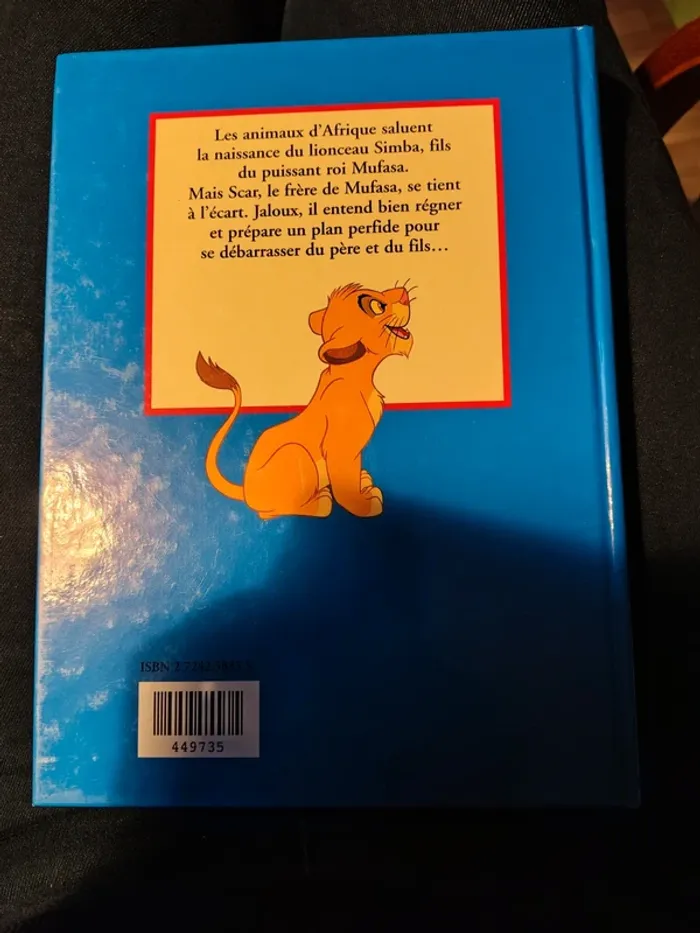 Les animaux d'Afrique saluent
la naissance du lionceau Simba, fils
du puissant roi Mufasa.
Mais Scar, le frère de Mufasa, se tient
à l'écart. Jaloux, il entend bien régner
et prépare un plan perfide pour
se débarrasser du père et du fils…
ISBN
449735